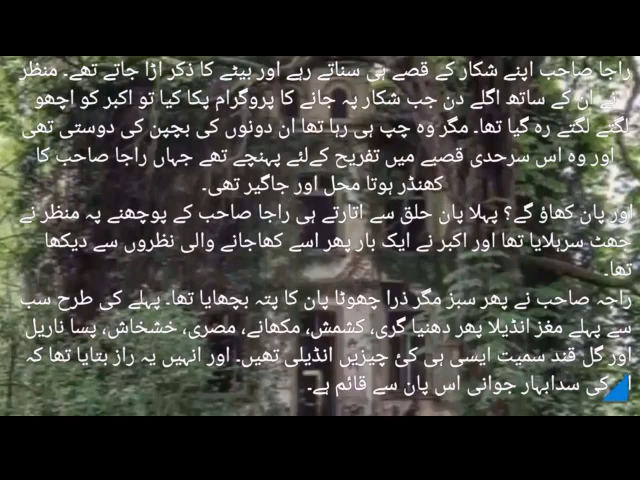 راجا صاحب اپنے شکار کے قصے ہی سناتے رہے اور بیٹے کا ذکر اڑا جاتے تھے۔ منظر
نے ان کے ساتھ اگلے دن جب شکار پہ جانے کا پروگرام پکا کیا تو اکبر کو اچھو
لگتے لگتے رہ گیا تھا۔ مگر وہ چپ ہی رہا تھا ان دونوں کی بچپن کی دوستی تھی
اور وہ اس سرحدی قصبے میں تفریح کےلئے پہنچے تھے جہاں راجا صاحب کا
کھنڈر ہوتا محل اور جاگیر تھی۔
اور پان کھاؤ گے؟ پہلا پان حلق سے اتارتے ہی راجا صاحب کے پوچھنے پہ منظر نے
جھٹ سرہلایا تھا اور اکبر نے ایک بار پھر اسے کھاجانے والی نظروں سے دیکھا
تھا۔
راجہ صاحب نے پھر سبز مگر ذرا چھوٹا پان کا پتہ بچھایا تھا۔ پہلے کی طرح سب
سے پہلے مغز انڈیلا پھر دھنیا گری، کشمش، مکھانے، مصری، خشخاش، پسا ناریل
اور گل قند سمیت ایسی ہی کئ چیزیں انڈیلی تھیں۔ اور انہیں یہ راز بتایا تھا کہ
کی سدابہار جوانی اس پان سے قائم ہے۔